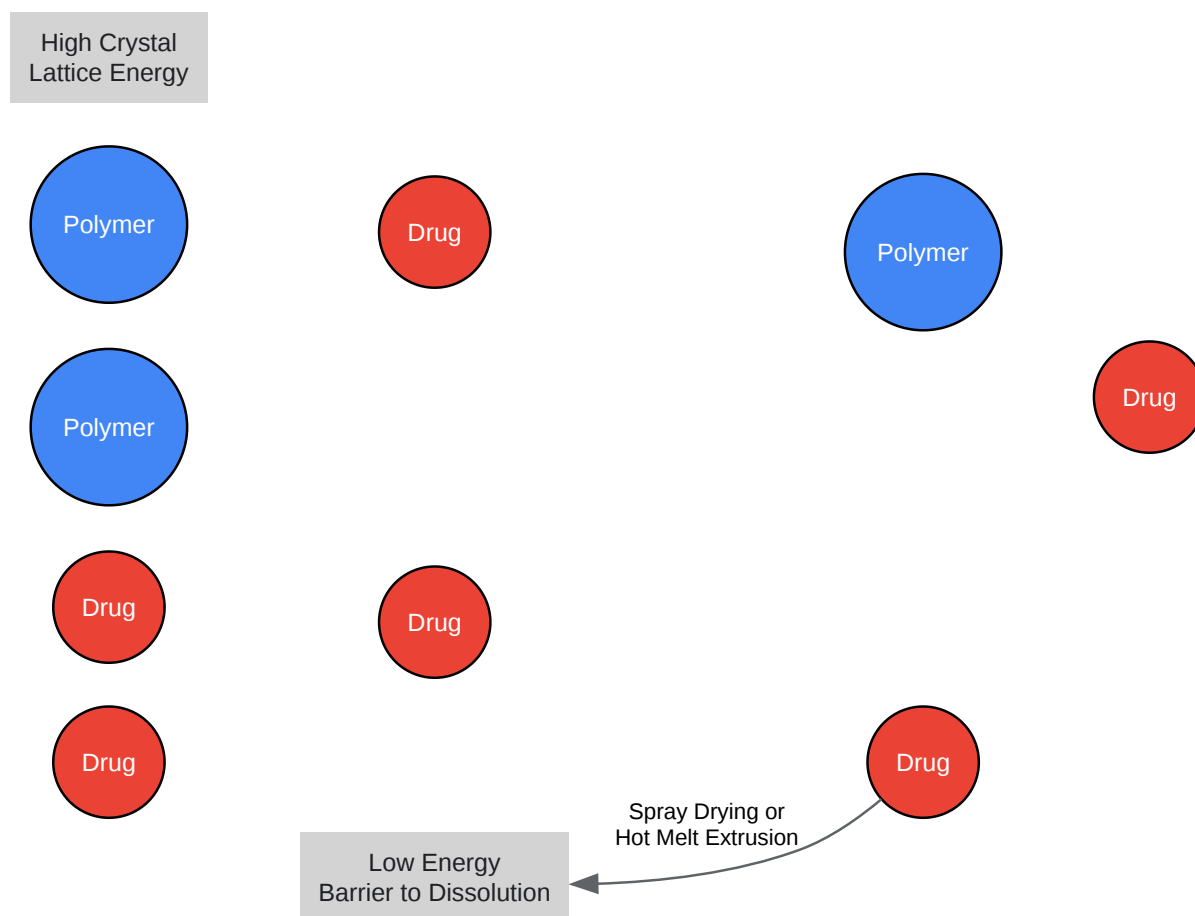 High Crystal
Lattice Energy
Polymer
Drug
Polymer
Drug
Polymer
Drug
Drug
Drug
Drug
Spray Drying or
Hot Melt Extrusion
Low Energy
Barrier to Dissolution